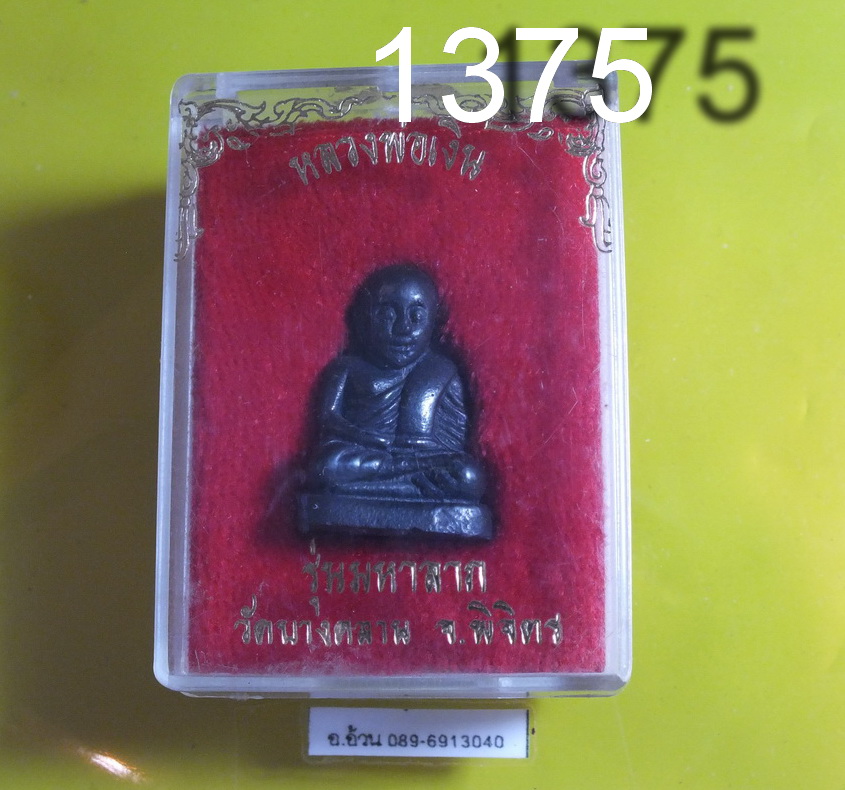 1375
หลวงพ่อเงิน
รุ่นมหาลาภ
วัดบางคลาน จ.พิจิตร
อ.อ้วน 089-6913040